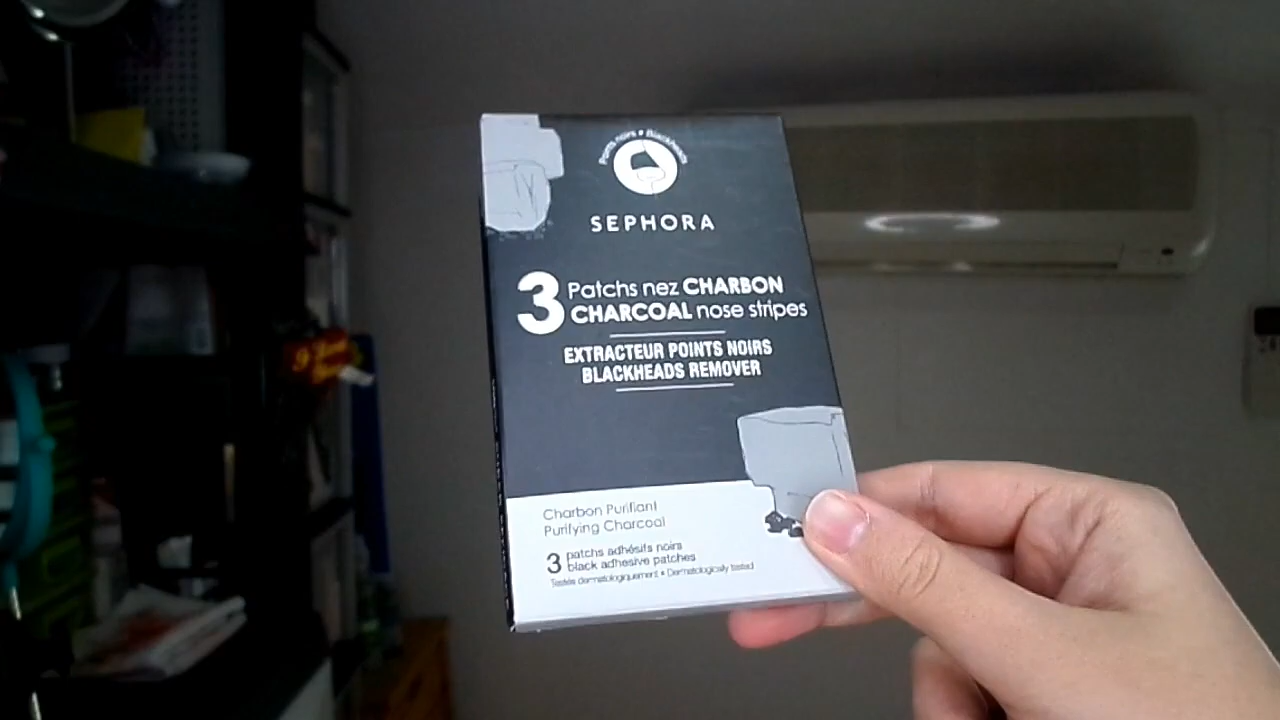 Points noirs • Blackheads
SEPHORA
3 Patchs nez CHARBON
CHARCOAL nose stripes
EXTRACTEUR POINTS NOIRS
BLACKHEADS REMOVER
Charbon Purifiant
Purifying Charcoal
3 patchs adhésifs noirs
black adhesive patches
Testés dermatologiquement • Dermatologically tested